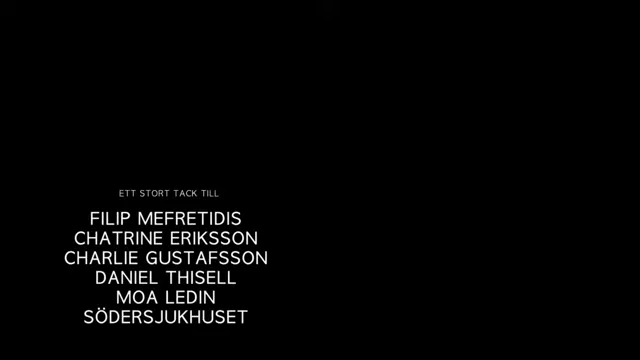 ETT STORT TACK TILL
FILIP MEFRETIDIS
CHATRINE ERIKSSON
CHARLIE GUSTAFSSON
DANIEL THISELL
MOA LEDIN
SÖDERSJUKHUSET